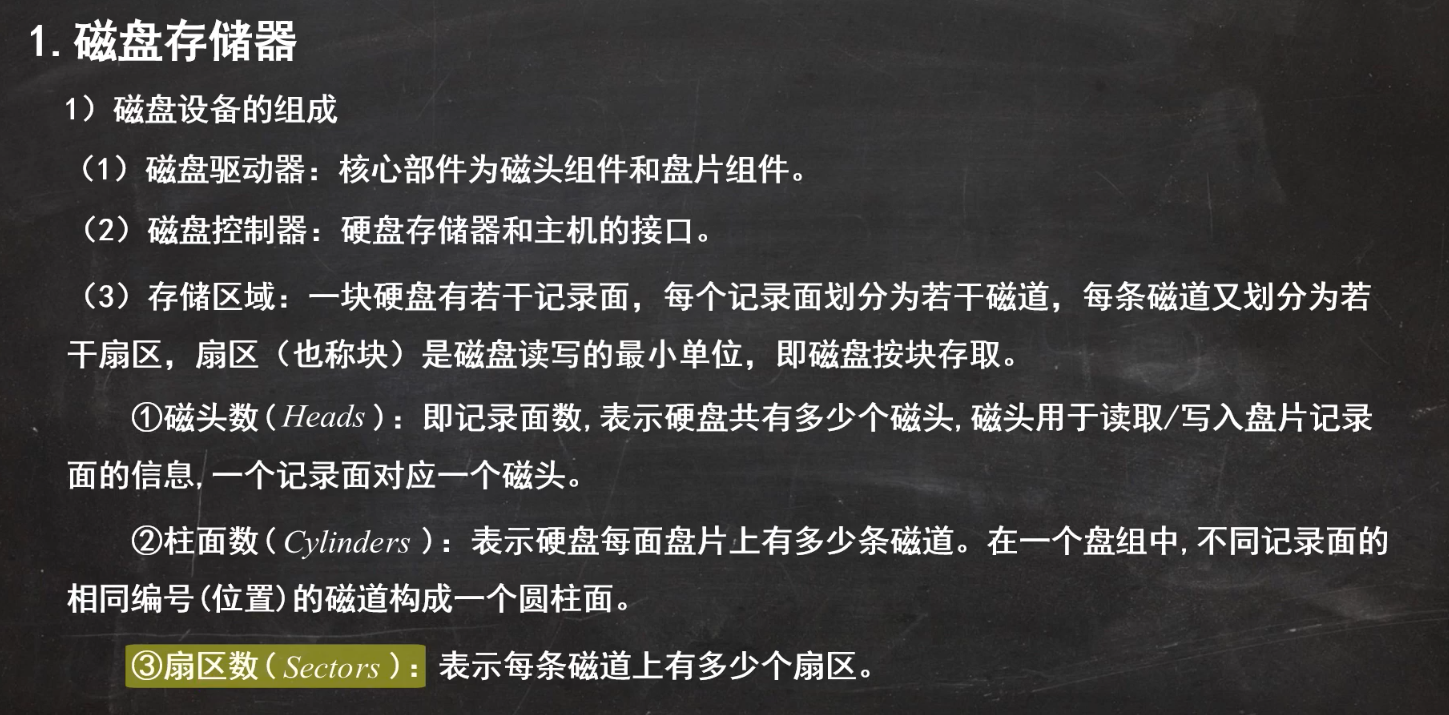 1. 磁盘存储器
1）磁盘设备的组成
（1）磁盘驱动器：核心部件为磁头组件和盘片组件。
（2）磁盘控制器：硬盘存储器和主机的接口。
（3）存储区域：一块硬盘有若干记录面，每个记录面划分为若干磁道，每条磁道又划分为若
干扇区，扇区（也称块）是磁盘读写的最小单位，即磁盘按块存取。
①磁头数(Heads)：即记录面数,表示硬盘共有多少个磁头,磁头用于读取/写入盘片记录
面的信息,一个记录面对应一个磁头。
②柱面数(Cylinders)：表示硬盘每面盘片上有多少条磁道。在一个盘组中,不同记录面的
相同编号(位置)的磁道构成一个圆柱面。
③扇区数(Sectors)：表示每条磁道上有多少个扇区。